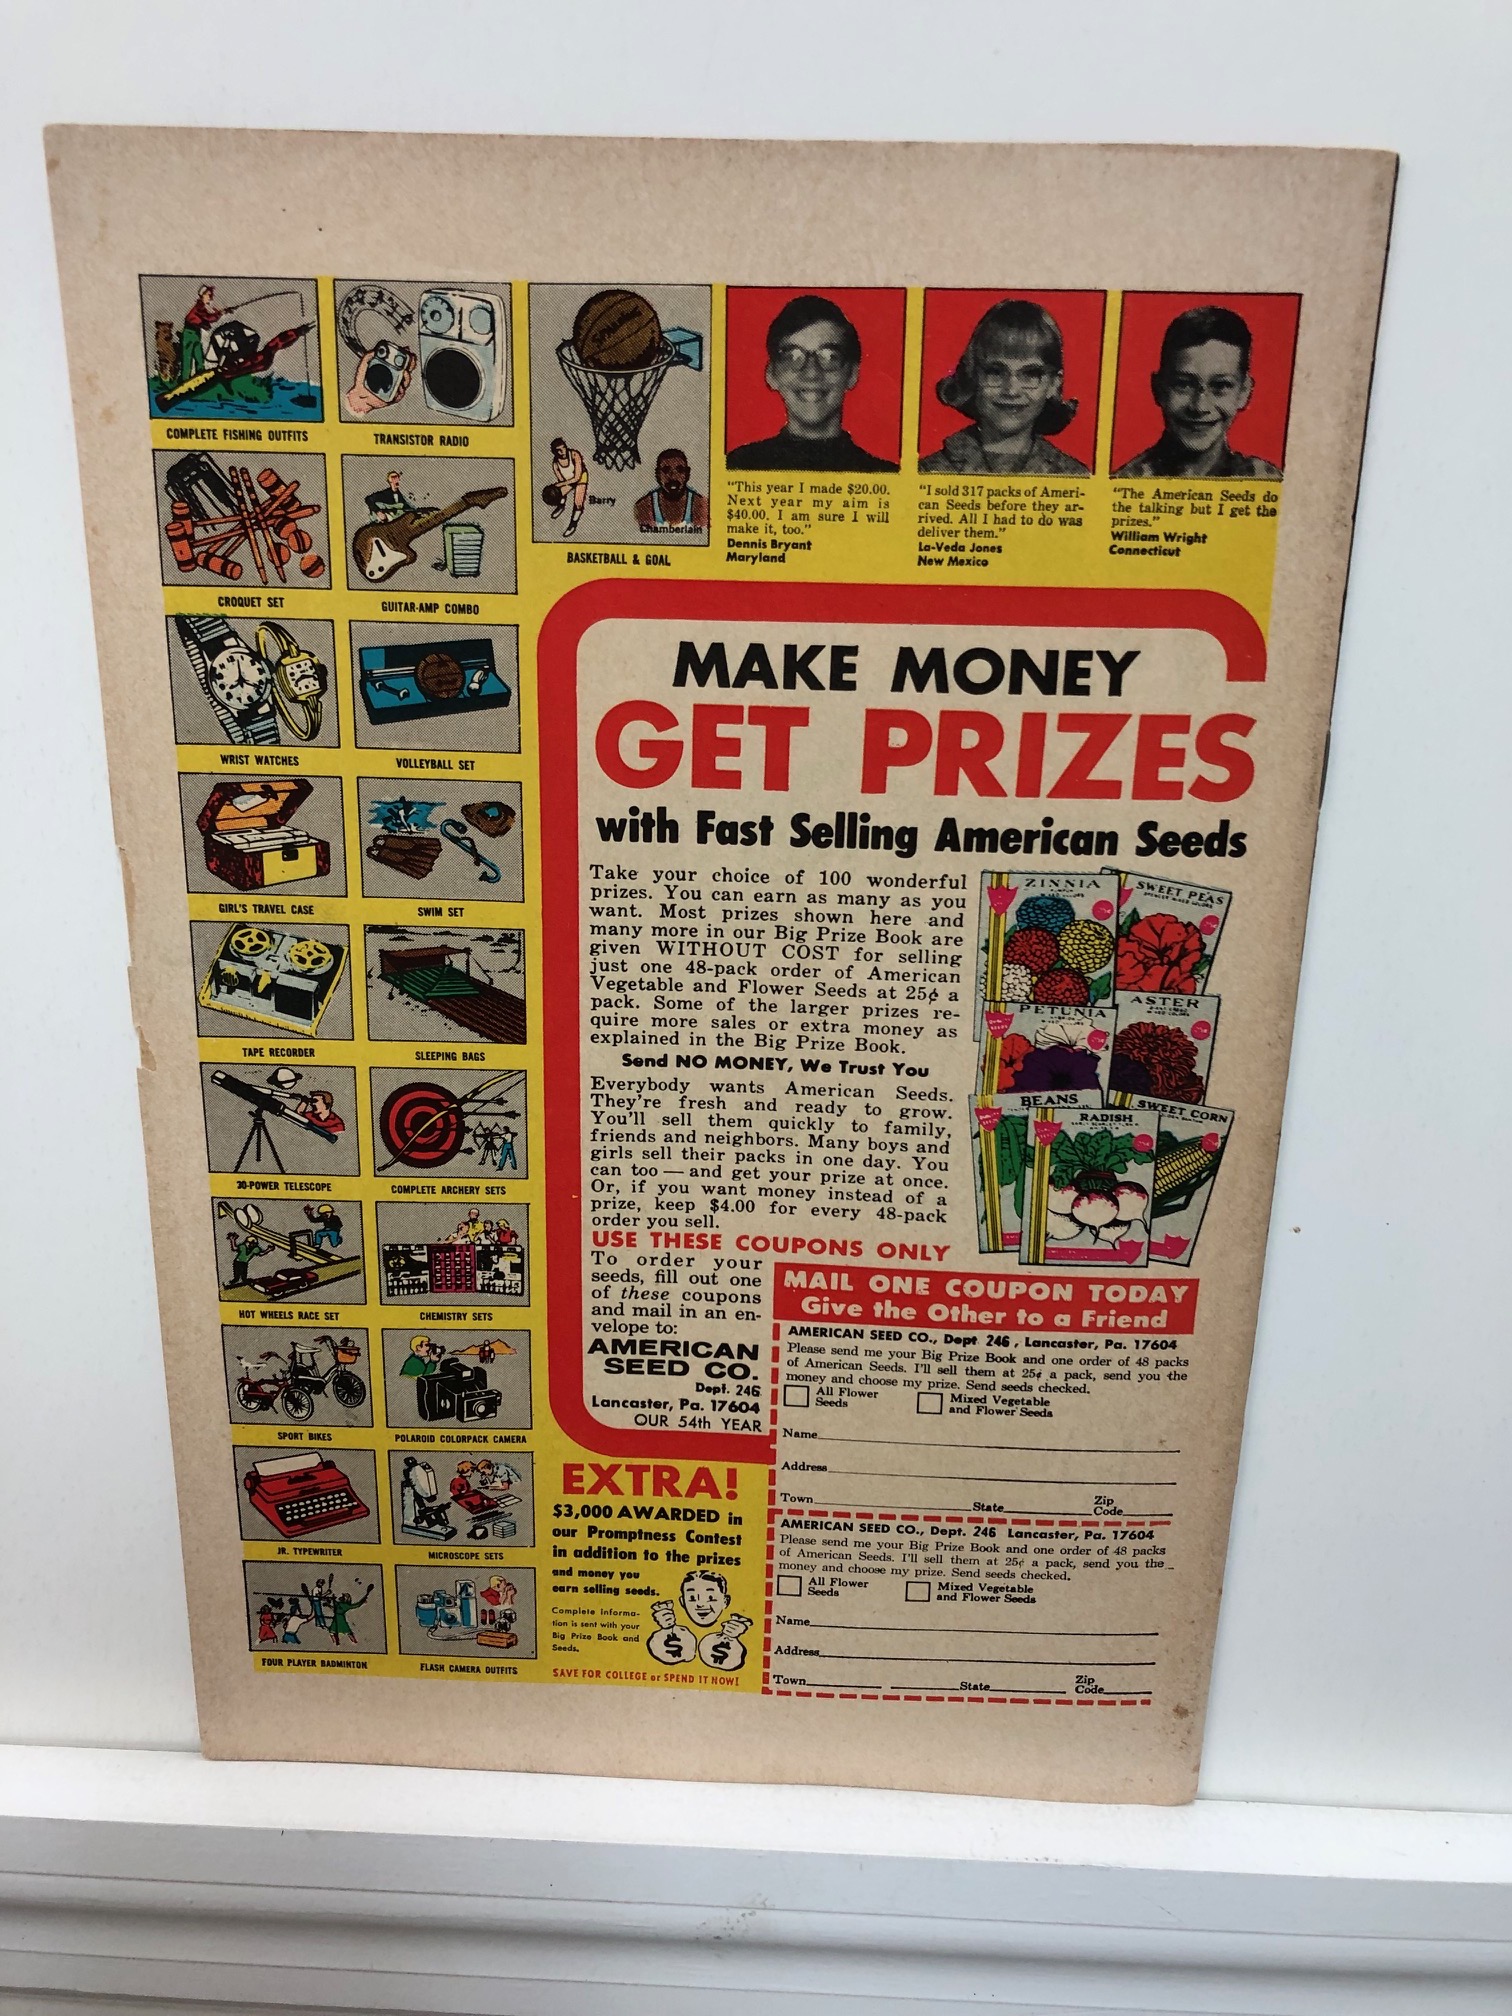 COMPLETE FISHING OUTFITS
TRANSISTOR RADIO
Spalding
Barry
Chamberlain
BASKETBALL & GOAL
CROQUET SET
GUITAR-AMP COMBO
WRIST WATCHES
VOLLEYBALL SET
GIRL'S TRAVEL CASE
SWIM SET
TAPE RECORDER
SLEEPING BAGS
30-POWER TELESCOPE
COMPLETE ARCHERY SETS
HOT WHEELS RACE SET
CHEMISTRY SETS
SPORT BIKES
POLAROID COLORPACK CAMERA
JR. TYPEWRITER
MICROSCOPE SETS
FOUR PLAYER BADMINTON
FLASH CAMERA OUTFITS
"This year I made $20.00.
Next year my aim is
$40.00. I am sure I will
make it, too."
Dennis Bryant
Maryland
"I sold 317 packs of Ameri-
can Seeds before they ar-
rived. All I had to do was
deliver them."
La-Veda Jones
New Mexico
"The American Seeds do
the talking but I get the
prizes."
William Wright
Connecticut
MAKE MONEY
GET PRIZES
with Fast Selling American Seeds
Take your choice of 100 wonderful
prizes. You can earn as many as you
want. Most prizes shown here and
many more in our Big Prize Book are
given WITHOUT COST for selling
just one 48-pack order of American
Vegetable and Flower Seeds at 25¢ a
pack. Some of the larger prizes re-
quire more sales or extra money as
explained in the Big Prize Book.
Send NO MONEY, We Trust You
Everybody wants American Seeds.
They're fresh and ready to grow.
You'll sell them quickly to family,
friends and neighbors. Many boys and
girls sell their packs in one day. You
can too — and get your prize at once.
Or, if you want money instead of a
prize, keep $4.00 for every 48-pack
order you sell.
ZINNIA
SWEET PEAS
PETUNIA
ASTER
BEANS
RADISH
SWEET CORN
USE THESE COUPONS ONLY
To order your
seeds, fill out one
of these coupons
and mail in an en-
velope to:
AMERICAN
SEED CO.
Dept. 246
Lancaster, Pa. 17604
OUR 54th YEAR
MAIL ONE COUPON TODAY
Give the Other to a Friend
AMERICAN SEED CO., Dept 246, Lancaster, Pa. 17604
Please send me your Big Prize Book and one order of 48 packs
of American Seeds. I'll sell them at 25¢ a pack, send you the
money and choose my prize. Send seeds checked.
All Flower
Seeds
Mixed Vegetable
and Flower Seeds
Name
Address
Town State Zip
Code
AMERICAN SEED CO., Dept. 246 Lancaster, Pa. 17604
Please send me your Big Prize Book and one order of 48 packs
of American Seeds. I'll sell them at 25¢ a pack, send you the
money and choose my prize. Send seeds checked.
All Flower
Seeds
Mixed Vegetable
and Flower Seeds
Name
Address
Town State Zip
Code
EXTRA!
$3,000 AWARDED in
our Promptness Contest
in addition to the prizes
and money you
earn selling seeds.
Complete Informa-
tion is sent with your
Big Prize Book and
Seeds.
$ $
SAVE FOR COLLEGE or SPEND IT NOW!